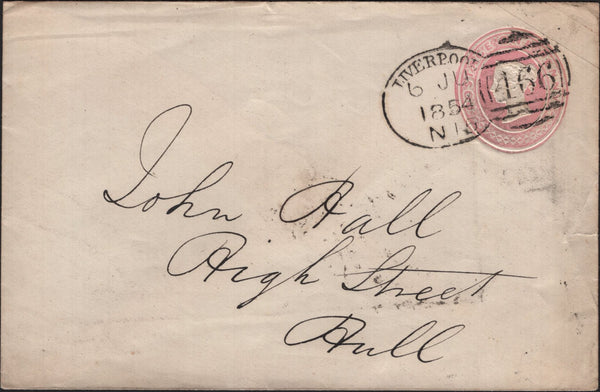 LIVERPOOL
6 JY
1854
466
John Hall
High Street
Hull